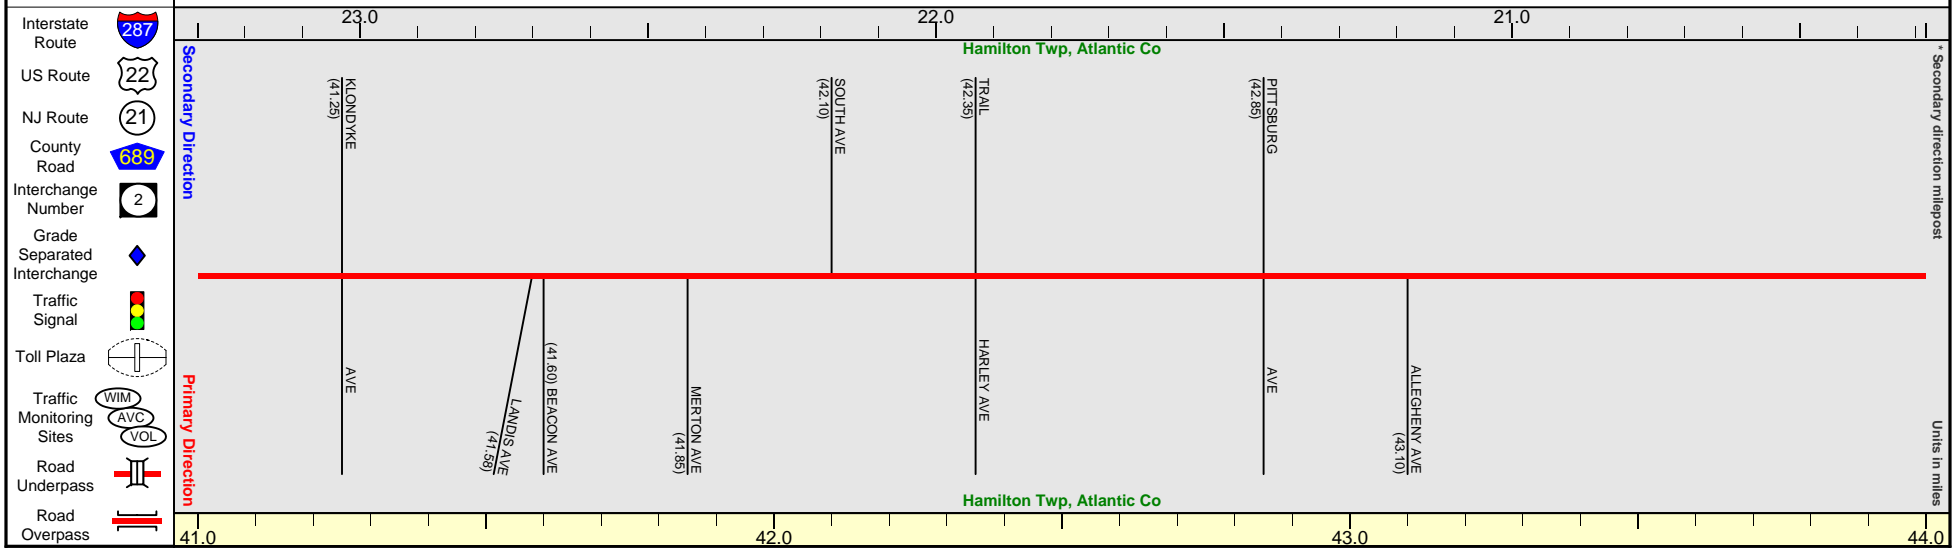 Interstate
Route
287
US Route
22
NJ Route
21
County
Road
689
Interchange
Number
2
Grade
Separated
Interchange
Traffic
Signal
Toll Plaza
Traffic
Monitoring
Sites
WIM
AVC
VOL
Road
Underpass
Road
Overpass
23.0 22.0 21.0
Hamilton Twp, Atlantic Co
Secondary Direction
KLONDYKE
(41.25)
SOUTH AVE
(42.10)
TRAIL
(42.35)
PITTSBURG
(42.85)
* Secondary direction milepost
Primary Direction
AVE
LANDIS AVE
(41.58)
(41.60) BEACON AVE
MERTON AVE
(41.85)
HARLEY AVE
AVE
ALLEGHENY AVE
(43.10)
Units in miles
Hamilton Twp, Atlantic Co
41.0 42.0 43.0 44.0